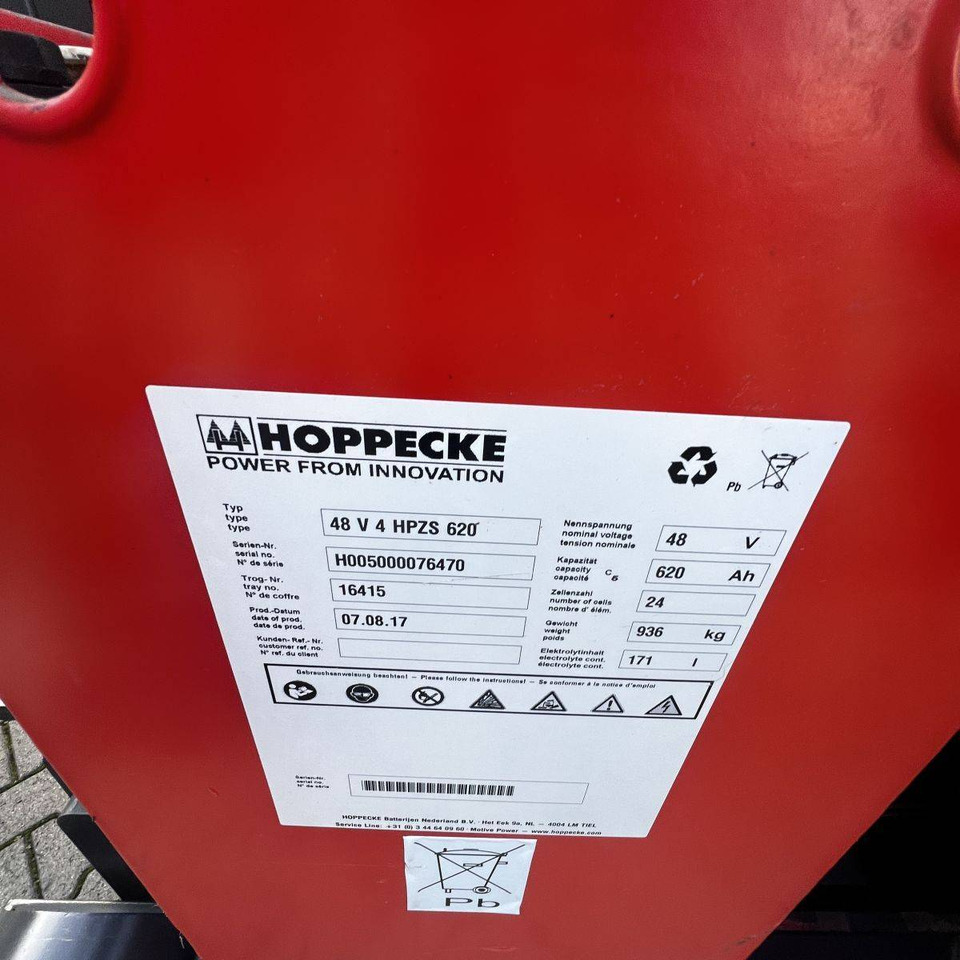 HOPPECKE
POWER FROM INNOVATION
Pb
Typ
type
type
48 V 4 HPZS 620
Serien-Nr.
serial no.
N° de série
H005000076470
Trog- Nr.
tray no.
N° de coffre
16415
Prod.-Datum
date of prod.
date de prod.
07.08.17
Kunden- Ref.- Nr.
customer ref. no.
N° ref. du client
Nennspannung
nominal voltage
tension nominale
48 V
Kapazität
capacity C5
capacité
620 Ah
Zellenzahl
number of cells
nombre d' élém.
24
Gewicht
weight
poids
936 kg
Elektrolytinhalt
electrolyte cont.
électrolyte cont.
171 l
Gebrauchsanweisung beachten! – Please follow the instructions! – Se conformer à la notice d'emploi
Serien-Nr.
serial no.
N° de série
HOPPECKE Batterijen Nederland B.V. · Het Eek 9a, NL – 4004 LM TIEL
Service Line: +31 (0) 3 44 64 09 60 · Motive Power – www.hoppecke.com
Pb